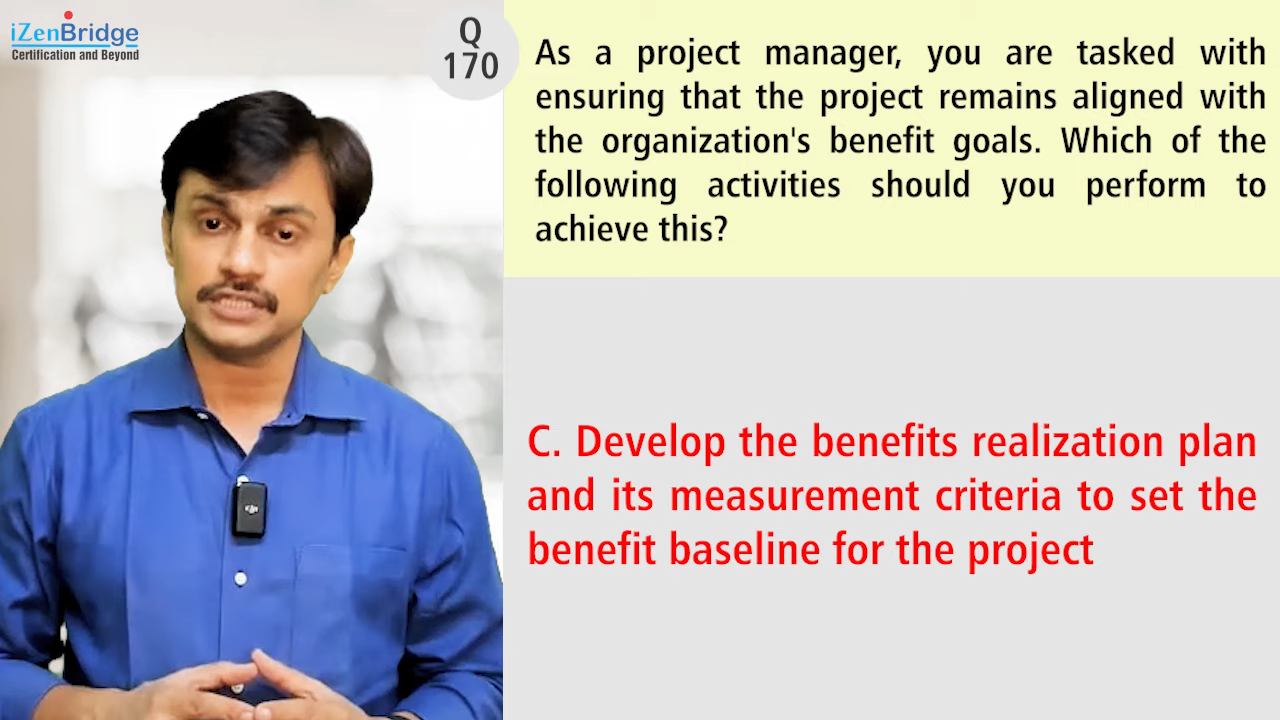 iZenBridge
Certification and Beyond
Q
170
As a project manager, you are tasked with
ensuring that the project remains aligned with
the organization's benefit goals. Which of the
following activities should you perform to
achieve this?
C. Develop the benefits realization plan
and its measurement criteria to set the
benefit baseline for the project